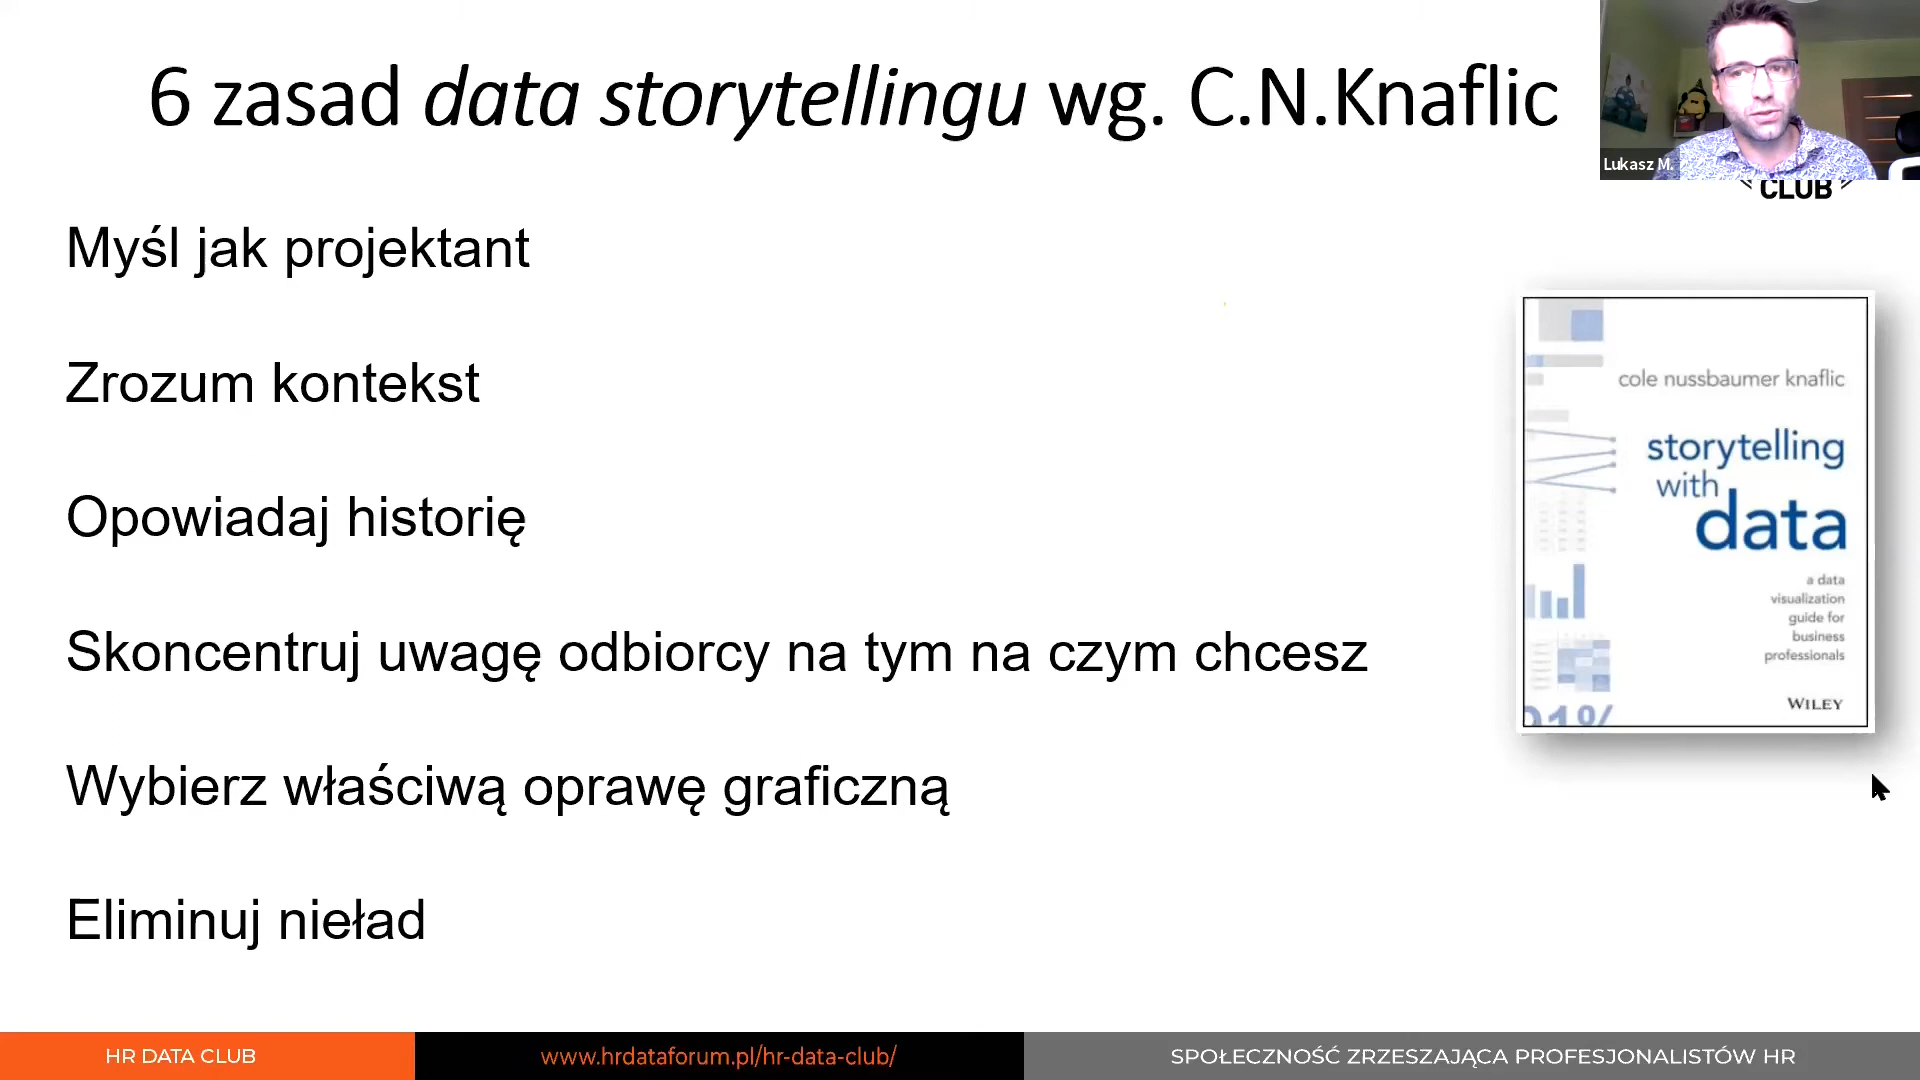 6 zasad data storytellingu wg. C.N.Knaflic
Lukasz M.
CLUB
Myśl jak projektant
Zrozum kontekst
Opowiadaj historię
Skoncentruj uwagę odbiorcy na tym na czym chcesz
Wybierz właściwą oprawę graficzną
Eliminuj nieład
cole nussbaumer knaflic
storytelling
with
data
a data
visualization
guide for
business
professionals
WILEY
91%
HR DATA CLUB
www.hrdataforum.pl/hr-data-club/
SPOŁECZNOŚĆ ZRZESZAJĄCA PROFESJONALISTÓW HR